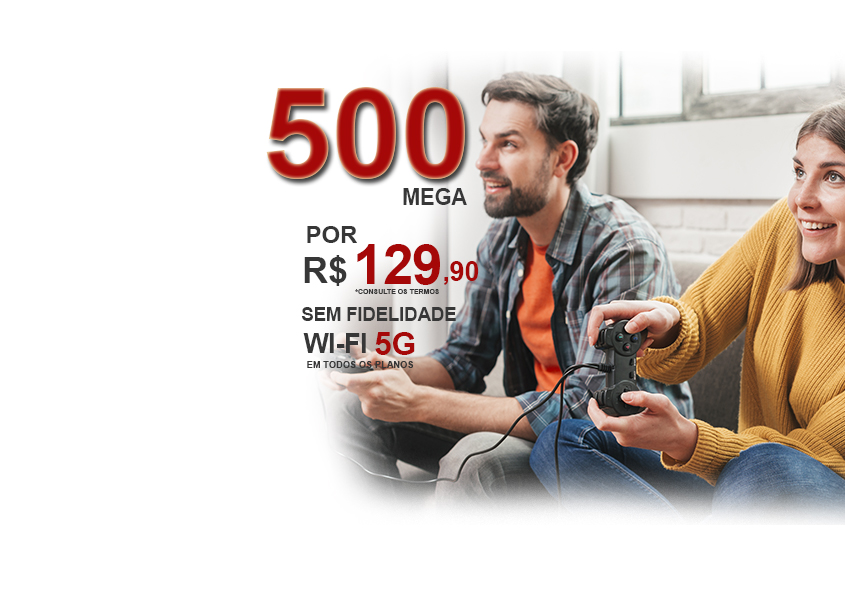 500
MEGA
POR
R$ 129,90
*CONSULTE OS TERMOS
SEM FIDELIDADE
WI-FI 5G
EM TODOS OS PLANOS